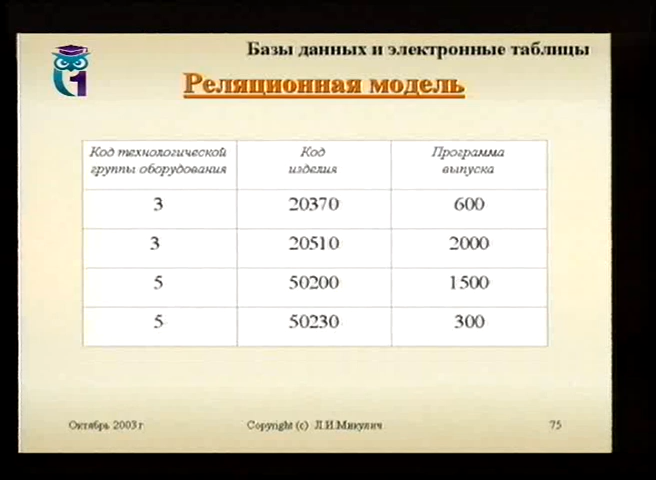 Базы данных и электронные таблицы
1
Реляционная модель
Код технологической группы оборудования Код изделия Программа выпуска
3 20370 600
3 20510 2000
5 50200 1500
5 50230 300
Октябрь 2003 г Copyright (c) Л.И.Микулич 75